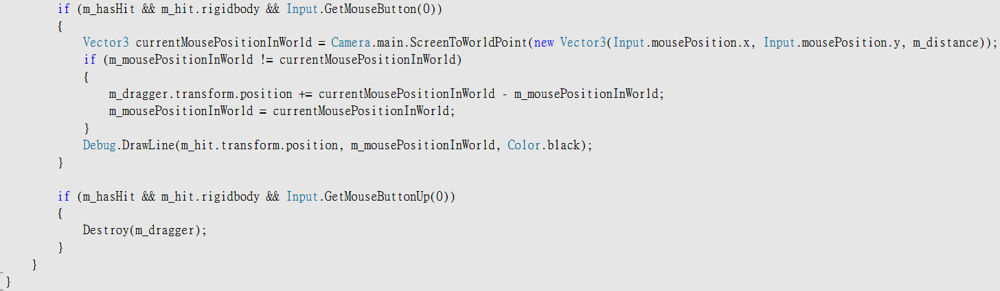 if (m_hasHit && m_hit.rigidbody && Input.GetMouseButton(0))
{
Vector3 currentMousePositionInWorld = Camera.main.ScreenToWorldPoint(new Vector3(Input.mousePosition.x, Input.mousePosition.y, m_distance));
if (m_mousePositionInWorld != currentMousePositionInWorld)
{
m_dragger.transform.position += currentMousePositionInWorld - m_mousePositionInWorld;
m_mousePositionInWorld = currentMousePositionInWorld;
}
Debug.DrawLine(m_hit.transform.position, m_mousePositionInWorld, Color.black);
}
if (m_hasHit && m_hit.rigidbody && Input.GetMouseButtonUp(0))
{
Destroy(m_dragger);
}
}
}